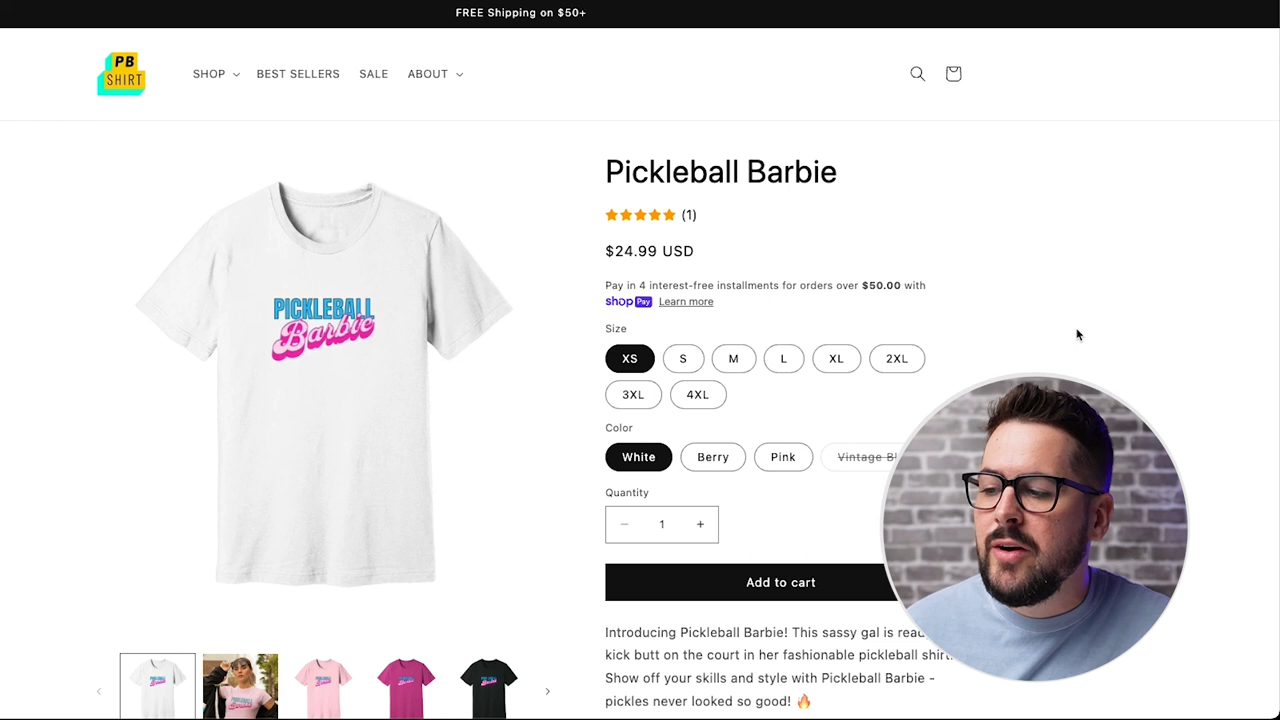 FREE Shipping on $50+
PB
SHIRT
SHOP
BEST SELLERS
SALE
ABOUT
PICKLEBALL
Barbie
Pickleball Barbie
(1)
$24.99 USD
Pay in 4 interest-free installments for orders over $50.00 with
shop Pay Learn more
Size
XS S M L XL 2XL
3XL 4XL
Color
White Berry Pink Vintage
Quantity
− 1 +
Add to cart
Introducing Pickleball Barbie! This sassy gal is
kick butt on the court in her fashionable pickleball shirt.
Show off your skills and style with Pickleball Barbie -
pickles never looked so good! 🔥